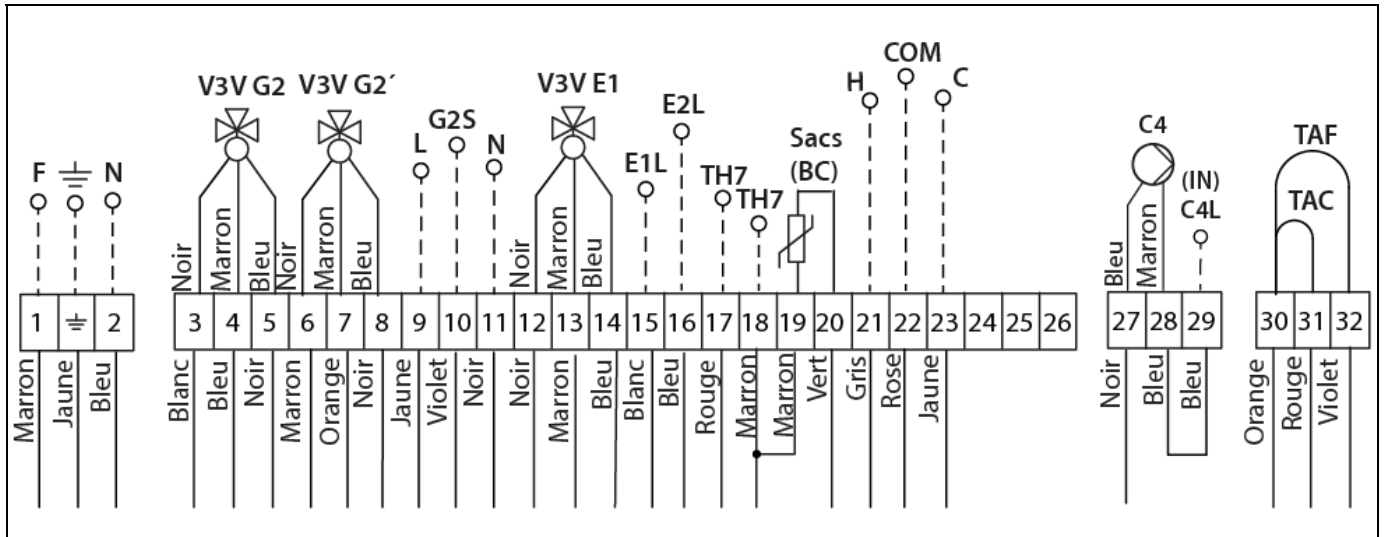 V3V G2 V3V G2´ V3V E1
COM
H C
E2L
G2S
L N
Sacs
(BC)
C4
TAF
F N
E1L
TH7
TH7
(IN)
C4L
TAC
Noir Marron Bleu Noir Marron Bleu Noir Marron Bleu Bleu Marron
1 2 3 4 5 6 7 8 9 10 11 12 13 14 15 16 17 18 19 20 21 22 23 24 25 26 27 28 29 30 31 32
Marron Jaune Bleu Blanc Bleu Noir Marron Orange Noir Jaune Violet Noir Noir Marron Bleu Blanc Bleu Rouge Marron Marron Vert Gris Rose Jaune Noir Bleu Bleu Orange Rouge Violet